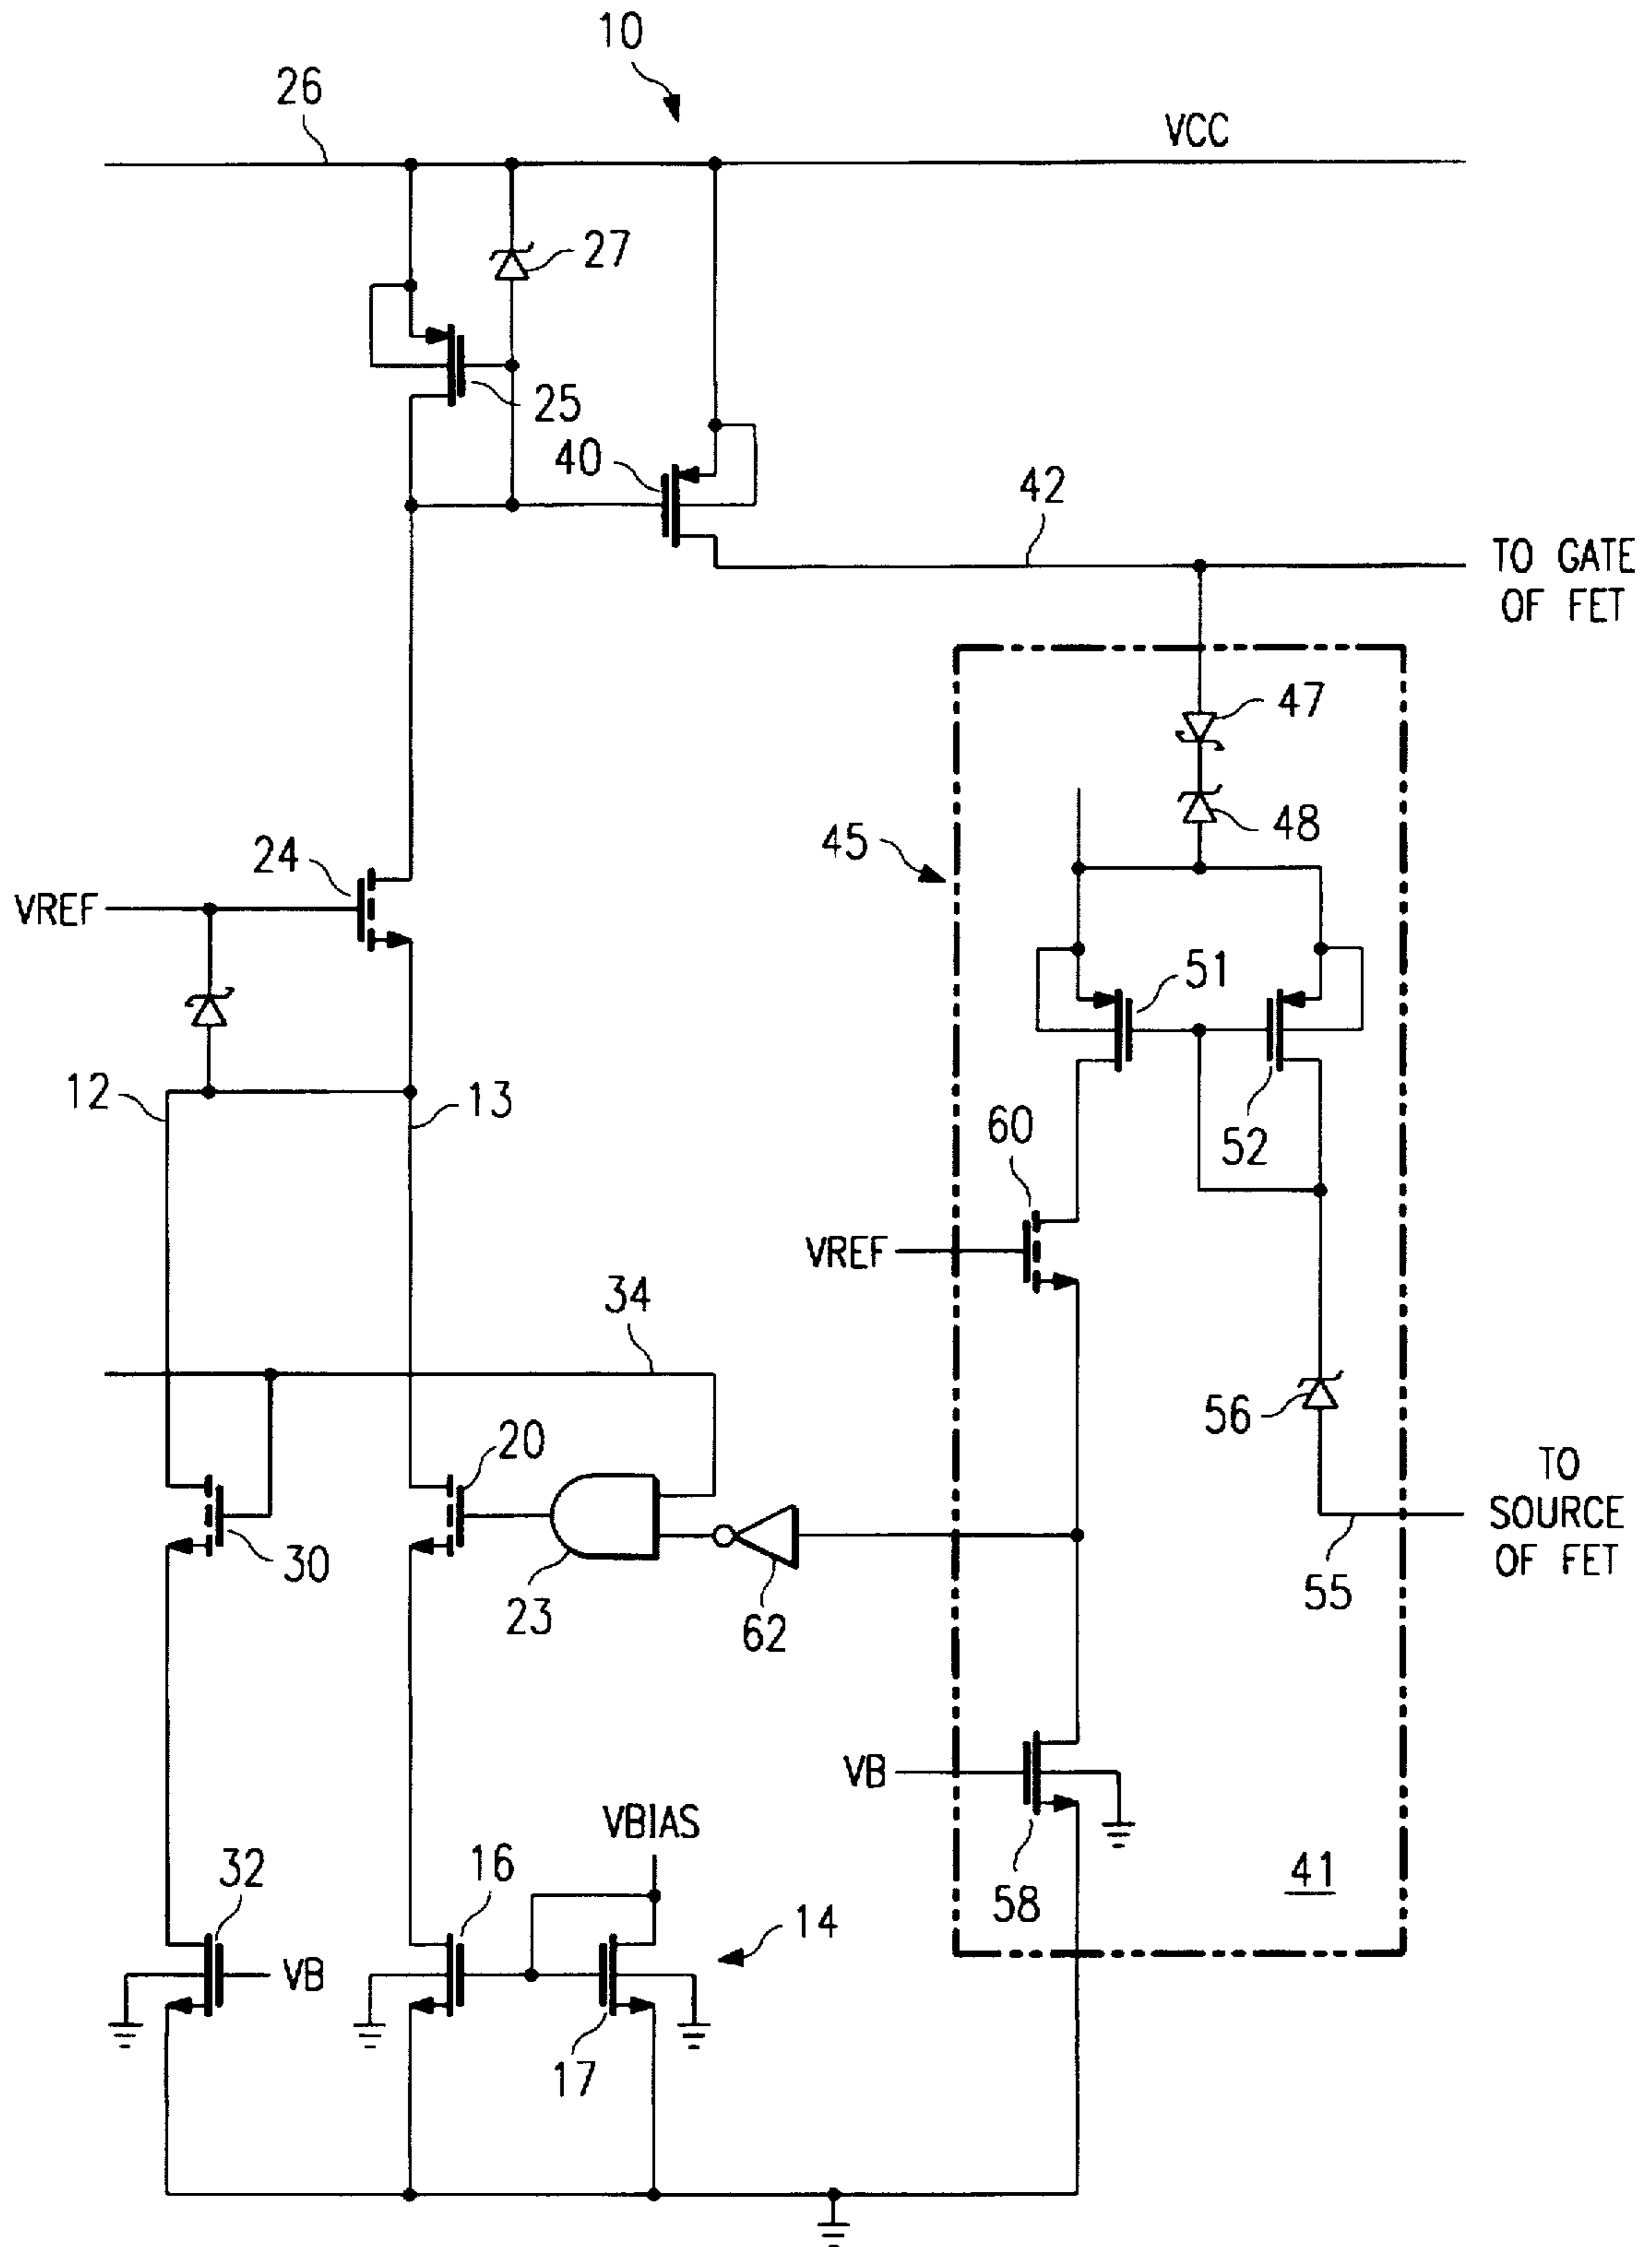 10
26
VCC
27
25
40
42
TO GATE
OF FET
47
48
45
24
VREF
51
12
13
52
60
VREF
34
56
20
TO
SOURCE
OF FET
30
23
62
55
VB
VBIAS
16
32
58
41
14
VB
17